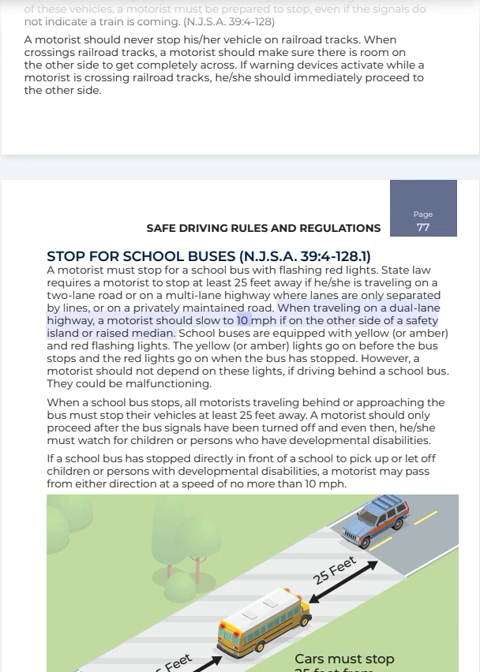 of these vehicles, a motorist must be prepared to stop, even if the signals do
not indicate a train is coming. (N.J.S.A. 39:4-128)
A motorist should never stop his/her vehicle on railroad tracks. When
crossings railroad tracks, a motorist should make sure there is room on
the other side to get completely across. If warning devices activate while a
motorist is crossing railroad tracks, he/she should immediately proceed to
the other side.
Page
77
SAFE DRIVING RULES AND REGULATIONS
STOP FOR SCHOOL BUSES (N.J.S.A. 39:4-128.1)
A motorist must stop for a school bus with flashing red lights. State law
requires a motorist to stop at least 25 feet away if he/she is traveling on a
two-lane road or on a multi-lane highway where lanes are only separated
by lines, or on a privately maintained road. When traveling on a dual-lane
highway, a motorist should slow to 10 mph if on the other side of a safety
island or raised median. School buses are equipped with yellow (or amber)
and red flashing lights. The yellow (or amber) lights go on before the bus
stops and the red lights go on when the bus has stopped. However, a
motorist should not depend on these lights, if driving behind a school bus.
They could be malfunctioning.
When a school bus stops, all motorists traveling behind or approaching the
bus must stop their vehicles at least 25 feet away. A motorist should only
proceed after the bus signals have been turned off and even then, he/she
must watch for children or persons who have developmental disabilities.
If a school bus has stopped directly in front of a school to pick up or let off
children or persons with developmental disabilities, a motorist may pass
from either direction at a speed of no more than 10 mph.
25 Feet
5 Feet
Cars must stop
25 feet from